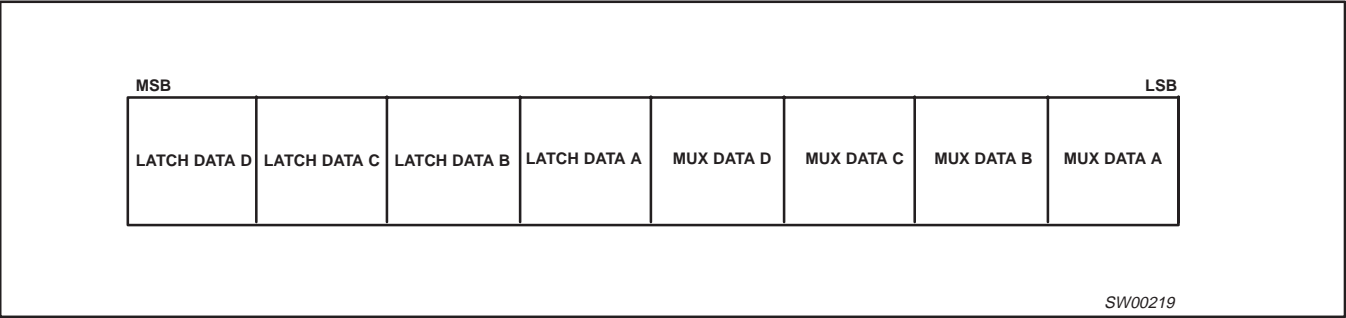 MSB LSB
LATCH DATA D LATCH DATA C LATCH DATA B LATCH DATA A MUX DATA D MUX DATA C MUX DATA B MUX DATA A
SW00219